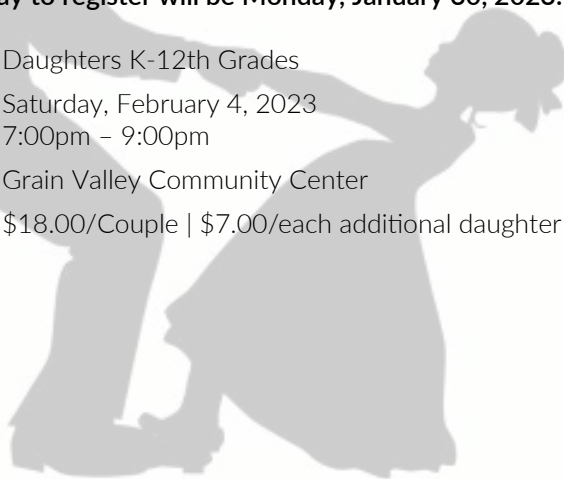 to register will be Monday, January 30, 2023.
Daughters K-12th Grades
Saturday, February 4, 2023
7:00pm – 9:00pm
Grain Valley Community Center
$18.00/Couple | $7.00/each additional daughter